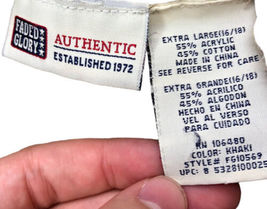 FADED
GLORY
AUTHENTIC
ESTABLISHED 1972
EXTRA LARGE(16/18)
55% ACRYLIC
45% COTTON
MADE IN CHINA
SEE REVERSE FOR CARE
EXTRA GRANDE(16/18)
55% ACRILICO
45% ALGODON
HECHO EN CHINA
VEL AL VERSO
PARA CUIDADO
RN 106480
COLOR: KHAKI
STYLE# FG10569
UPC: 8 5328100025